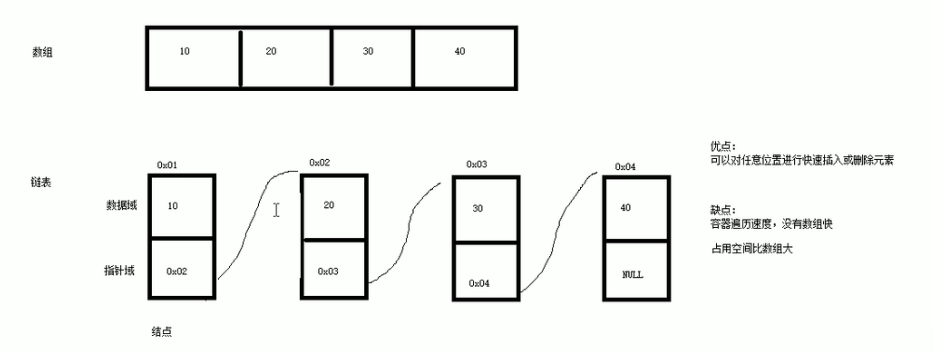 数组
10 20 30 40
0x01 0x02 0x03 0x04
链表
数据域 10 20 30 40
指针域 0x02 0x03 0x04 NULL
结点
优点：
可以对任意位置进行快速插入或删除元素
缺点：
容器遍历速度，没有数组快
占用空间比数组大